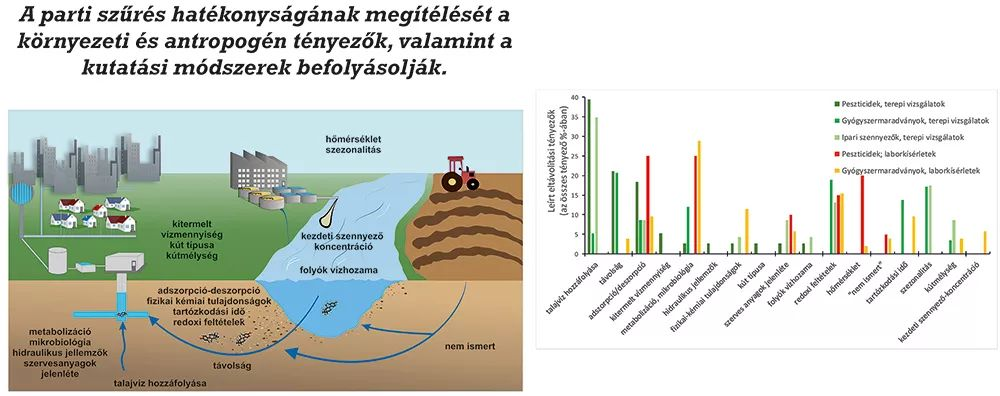 A parti szűrés hatékonyságának megítélését a
környezeti és antropogén tényezők, valamint a
kutatási módszerek befolyásolják.
hőmérséklet
szezonalitás
kitermelt
vízmennyiség
kút típusa
kútmélység
kezdeti szennyező
koncentráció
folyók vízhozama
adszorpció-deszorpció
fizikai kémiai tulajdonságok
tartózkodási idő
redoxi feltételek
metabolizáció
mikrobiológia
hidraulikus jellemzők
szervesanyagok
jelenléte
távolság
nem ismert
talajvíz hozzáfolyása
Leírt eltávolítási tényezők
(az összes tényező %-ában)
40
35
30
25
20
15
10
5
0
Peszticidek, terepi vizsgálatok
Gyógyszermaradványok, terepi vizsgálatok
Ipari szennyezők, terepi vizsgálatok
Peszticidek; laborkísérletek
Gyógyszermaradványok, laborkísérletek
talajvíz hozzáfolyása
távolság
adszorpció/deszorpció
kitermelt vízmennyiség
metabolizáció, mikrobiológia
hidraulikus jellemzők
fizikai-kémiai tulajdonságok
kút típusa
szerves anyagok jelenléte
folyók vízhozama
redoxi feltételek
hőmérséklet
"nem ismert"
tartózkodási idő
szezonalitás
kútmélység
kezdeti szennyező-koncentráció